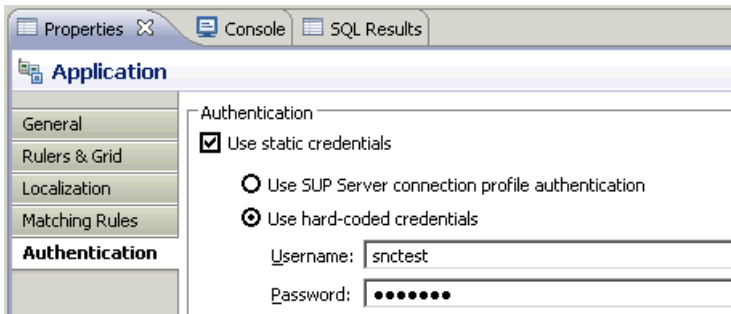 Properties Console SQL Results
Application
General
Rulers & Grid
Localization
Matching Rules
Authentication
Authentication
Use static credentials
Use SUP Server connection profile authentication
Use hard-coded credentials
Username: snctest
Password: ●●●●●●●